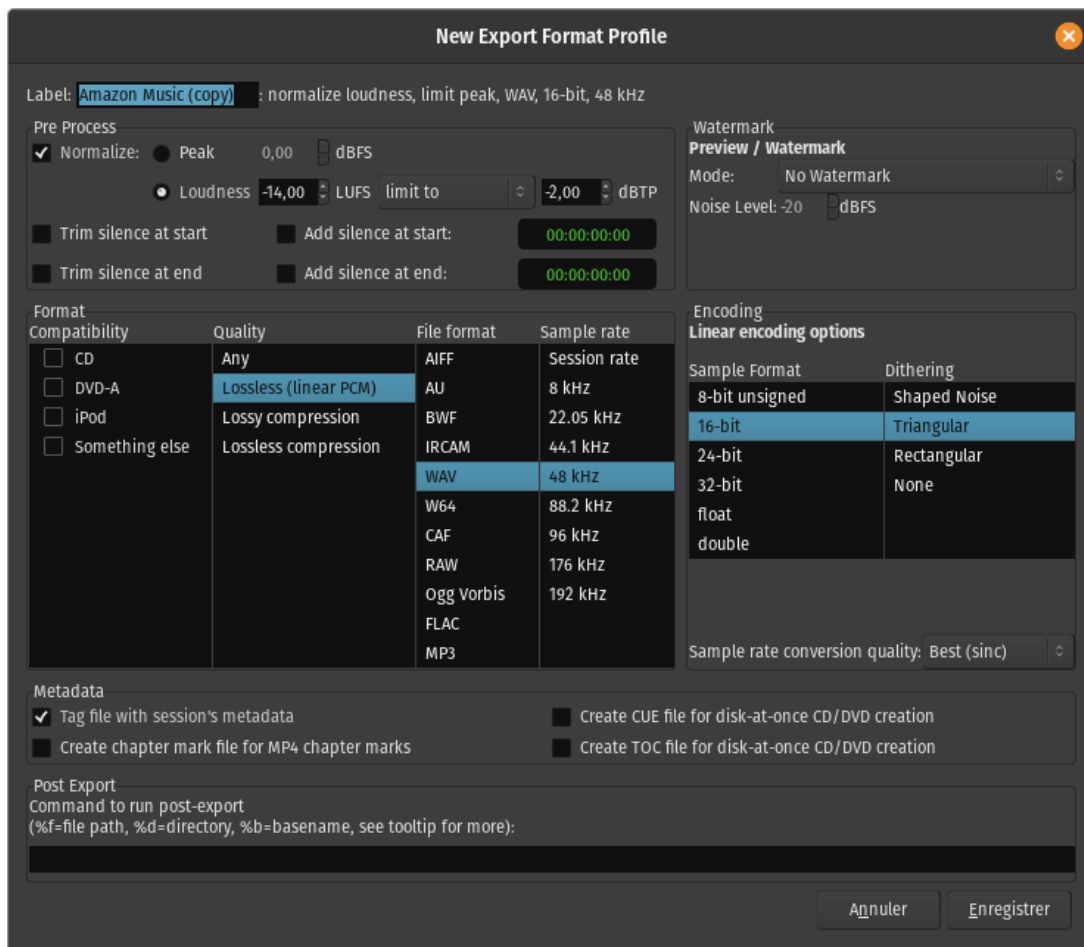 New Export Format Profile
Label: Amazon Music (copy) : normalize loudness, limit peak, WAV, 16-bit, 48 kHz
Pre Process
Normalize: Peak 0,00 dBFS
Loudness -14,00 LUFS limit to -2,00 dBTP
Trim silence at start Add silence at start: 00:00:00:00
Trim silence at end Add silence at end: 00:00:00:00
Watermark
Preview / Watermark
Mode: No Watermark
Noise Level: -20 dBFS
Format
Compatibility Quality File format Sample rate
CD Any AIFF Session rate
DVD-A Lossless (linear PCM) AU 8 kHz
iPod Lossy compression BWF 22.05 kHz
Something else Lossless compression IRCAM 44.1 kHz
WAV 48 kHz
W64 88.2 kHz
CAF 96 kHz
RAW 176 kHz
Ogg Vorbis 192 kHz
FLAC
MP3
Encoding
Linear encoding options
Sample Format Dithering
8-bit unsigned Shaped Noise
16-bit Triangular
24-bit Rectangular
32-bit None
float
double
Sample rate conversion quality: Best (sinc)
Metadata
Tag file with session's metadata Create CUE file for disk-at-once CD/DVD creation
Create chapter mark file for MP4 chapter marks Create TOC file for disk-at-once CD/DVD creation
Post Export
Command to run post-export
(%f=file path, %d=directory, %b=basename, see tooltip for more):
Annuler Enregistrer